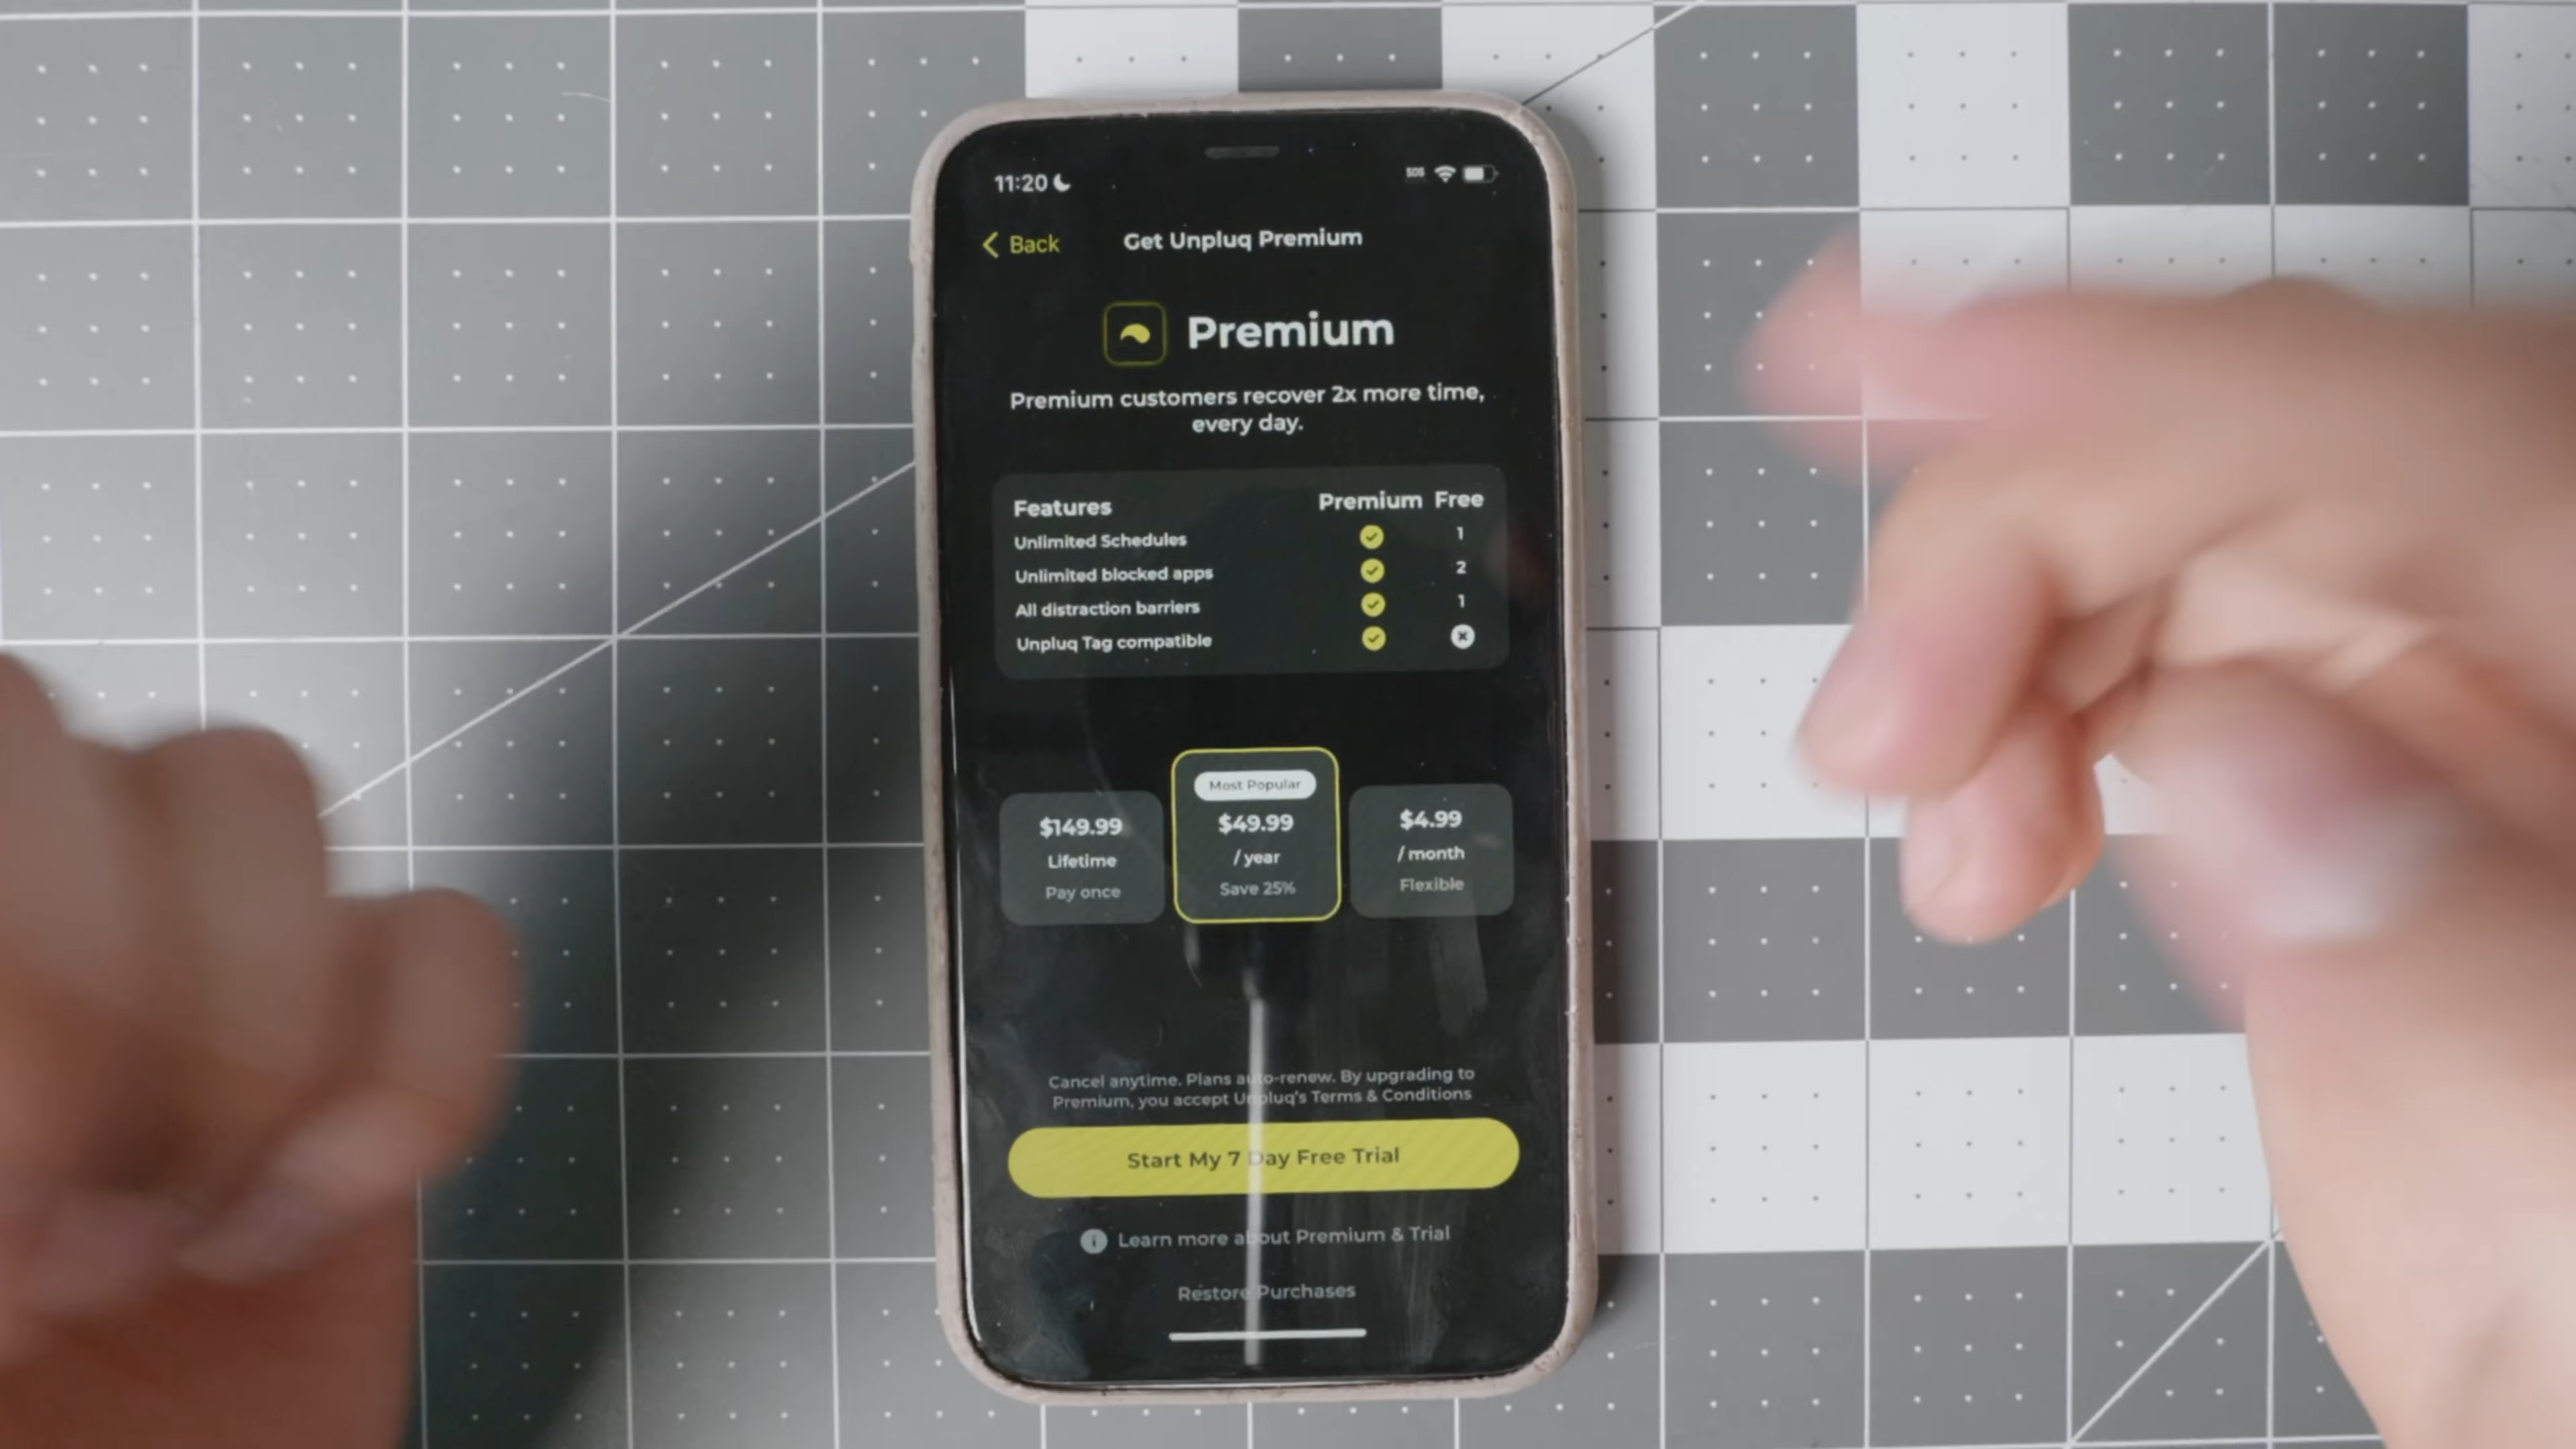 11:20
SOS
Back
Get Unpluq Premium
Premium
Premium customers recover 2x more time,
every day.
Features Premium Free
Unlimited Schedules 1
Unlimited blocked apps 2
All distraction barriers 1
Unpluq Tag compatible
Most Popular
$149.99
Lifetime
Pay once
$49.99
/ year
Save 25%
$4.99
/ month
Flexible
Cancel anytime. Plans auto-renew. By upgrading to
Premium, you accept Unpluq's Terms & Conditions
Start My 7 Day Free Trial
Learn more about Premium & Trial
Restore Purchases